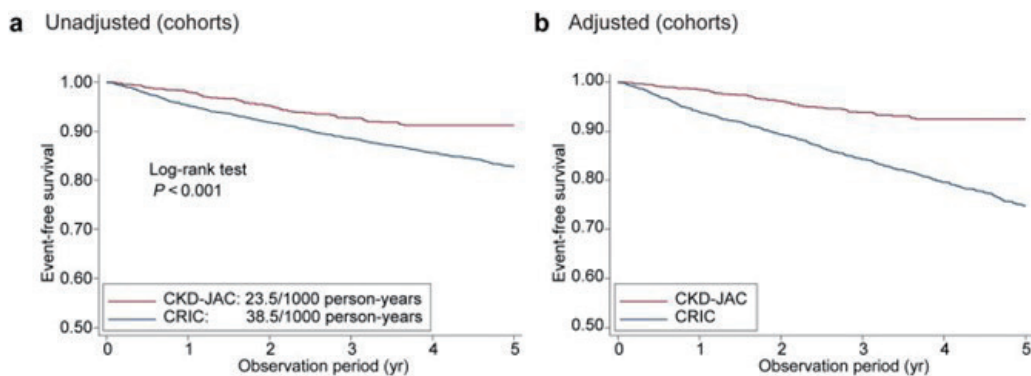 a Unadjusted (cohorts)
1.00
0.90
0.80
0.70
0.60
0.50
Event-free survival
Log-rank test
P < 0.001
CKD-JAC: 23.5/1000 person-years
CRIC: 38.5/1000 person-years
0 1 2 3 4 5
Observation period (yr)
b Adjusted (cohorts)
1.00
0.90
0.80
0.70
0.60
0.50
Event-free survival
CKD-JAC
CRIC
0 1 2 3 4 5
Observation period (yr)